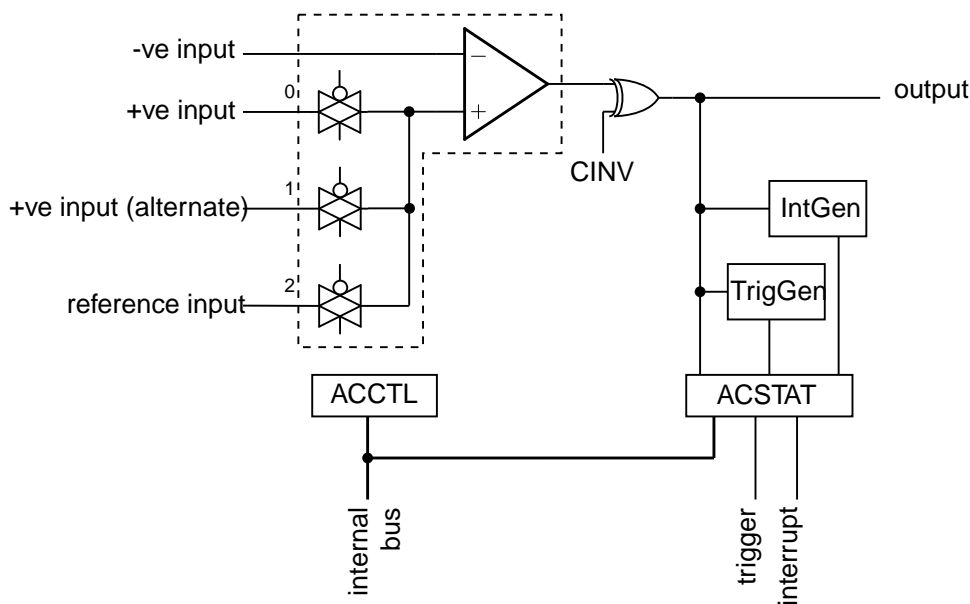 -ve input
−
output
0
+ve input
+
CINV
1
+ve input (alternate)
IntGen
2
reference input
TrigGen
ACCTL
ACSTAT
internal
bus
trigger
interrupt